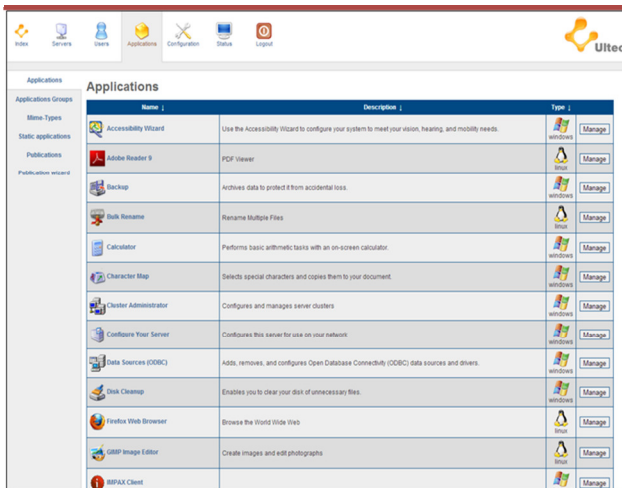 Index Servers Users Applications Configuration Status Logout
Ultec
Applications
Applications Groups
Mime-Types
Static applications
Publications
Publication wizard
Applications
Name ↓ Description ↓ Type ↓
Accessibility Wizard Use the Accessibility Wizard to configure your system to meet your vision, hearing, and mobility needs. windows Manage
Adobe Reader 9 PDF Viewer linux Manage
Backup Archives data to protect it from accidental loss. windows Manage
Bulk Rename Rename Multiple Files linux Manage
Calculator Performs basic arithmetic tasks with an on-screen calculator. windows Manage
Character Map Selects special characters and copies them to your document. windows Manage
Cluster Administrator Configures and manages server clusters windows Manage
Configure Your Server Configures this server for use on your network windows Manage
Data Sources (ODBC) Adds, removes, and configures Open Database Connectivity (ODBC) data sources and drivers. windows Manage
Disk Cleanup Enables you to clear your disk of unnecessary files. windows Manage
Firefox Web Browser Browse the World Wide Web linux Manage
GIMP Image Editor Create images and edit photographs linux Manage
IMPAX Client Manage